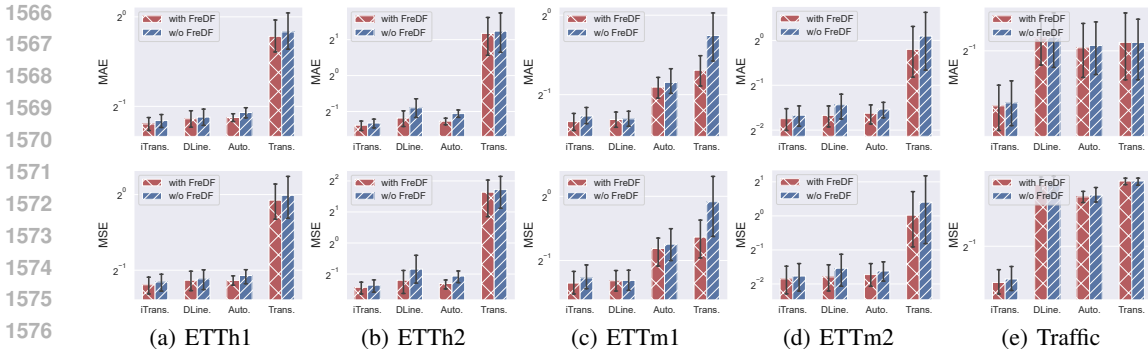 1566
1567
1568
1569
1570
1571
1572
1573
1574
1575
1576
MAE
2^0
2^-1
with FreDF
w/o FreDF
iTrans. DLine. Auto. Trans.
MAE
2^1
2^0
2^-1
with FreDF
w/o FreDF
iTrans. DLine. Auto. Trans.
MAE
2^0
2^-1
with FreDF
w/o FreDF
iTrans. DLine. Auto. Trans.
MAE
2^0
2^-1
2^-2
with FreDF
w/o FreDF
iTrans. DLine. Auto. Trans.
MAE
2^-1
with FreDF
w/o FreDF
iTrans. DLine. Auto. Trans.
MSE
2^0
2^-1
with FreDF
w/o FreDF
iTrans. DLine. Auto. Trans.
MSE
2^2
2^1
2^0
2^-1
with FreDF
w/o FreDF
iTrans. DLine. Auto. Trans.
MSE
2^0
2^-1
with FreDF
w/o FreDF
iTrans. DLine. Auto. Trans.
MSE
2^1
2^0
2^-1
2^-2
with FreDF
w/o FreDF
iTrans. DLine. Auto. Trans.
MSE
2^-1
with FreDF
w/o FreDF
iTrans. DLine. Auto. Trans.
(a) ETTh1
(b) ETTh2
(c) ETTm1
(d) ETTm2
(e) Traffic